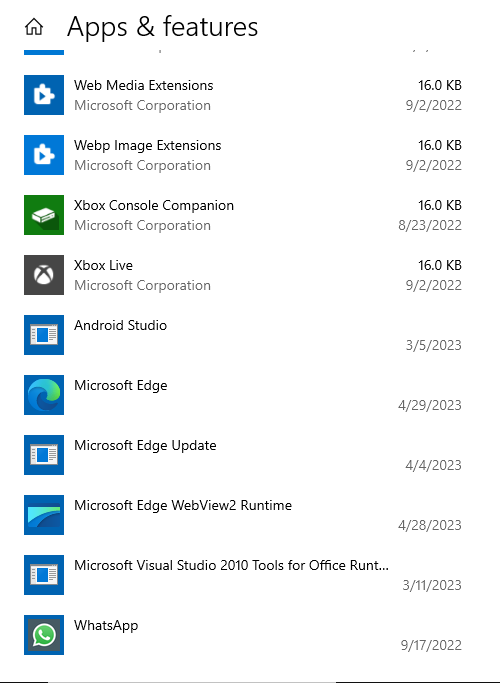 Apps & features
Web Media Extensions 16.0 KB
Microsoft Corporation 9/2/2022
Webp Image Extensions 16.0 KB
Microsoft Corporation 9/2/2022
Xbox Console Companion 16.0 KB
Microsoft Corporation 8/23/2022
Xbox Live 16.0 KB
Microsoft Corporation 9/2/2022
Android Studio
3/5/2023
Microsoft Edge
4/29/2023
Microsoft Edge Update
4/4/2023
Microsoft Edge WebView2 Runtime
4/28/2023
Microsoft Visual Studio 2010 Tools for Office Runt...
3/11/2023
WhatsApp
9/17/2022